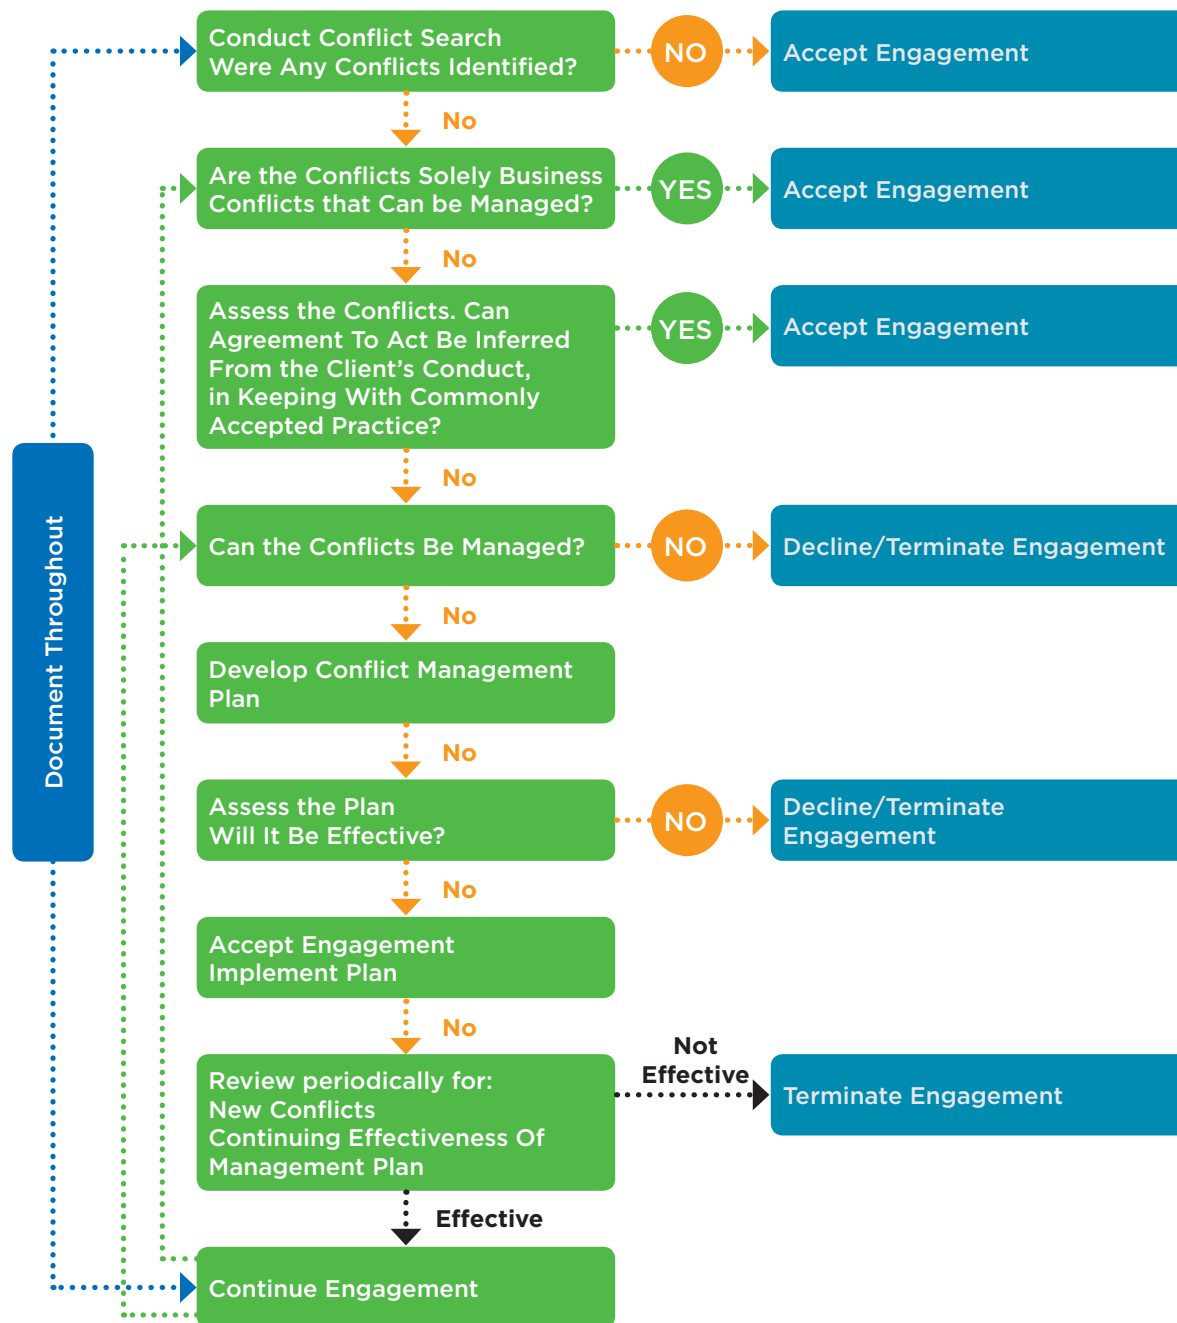 Conduct Conflict Search
Were Any Conflicts Identified?
NO
Accept Engagement
No
Are the Conflicts Solely Business
Conflicts that Can be Managed?
YES
Accept Engagement
No
Assess the Conflicts. Can
Agreement To Act Be Inferred
From the Client’s Conduct,
in Keeping With Commonly
Accepted Practice?
YES
Accept Engagement
No
Can the Conflicts Be Managed?
NO
Decline/Terminate Engagement
No
Develop Conflict Management
Plan
No
Assess the Plan
Will It Be Effective?
NO
Decline/Terminate
Engagement
No
Accept Engagement
Implement Plan
No
Review periodically for:
New Conflicts
Continuing Effectiveness Of
Management Plan
Not
Effective
Terminate Engagement
Effective
Continue Engagement
Document Throughout